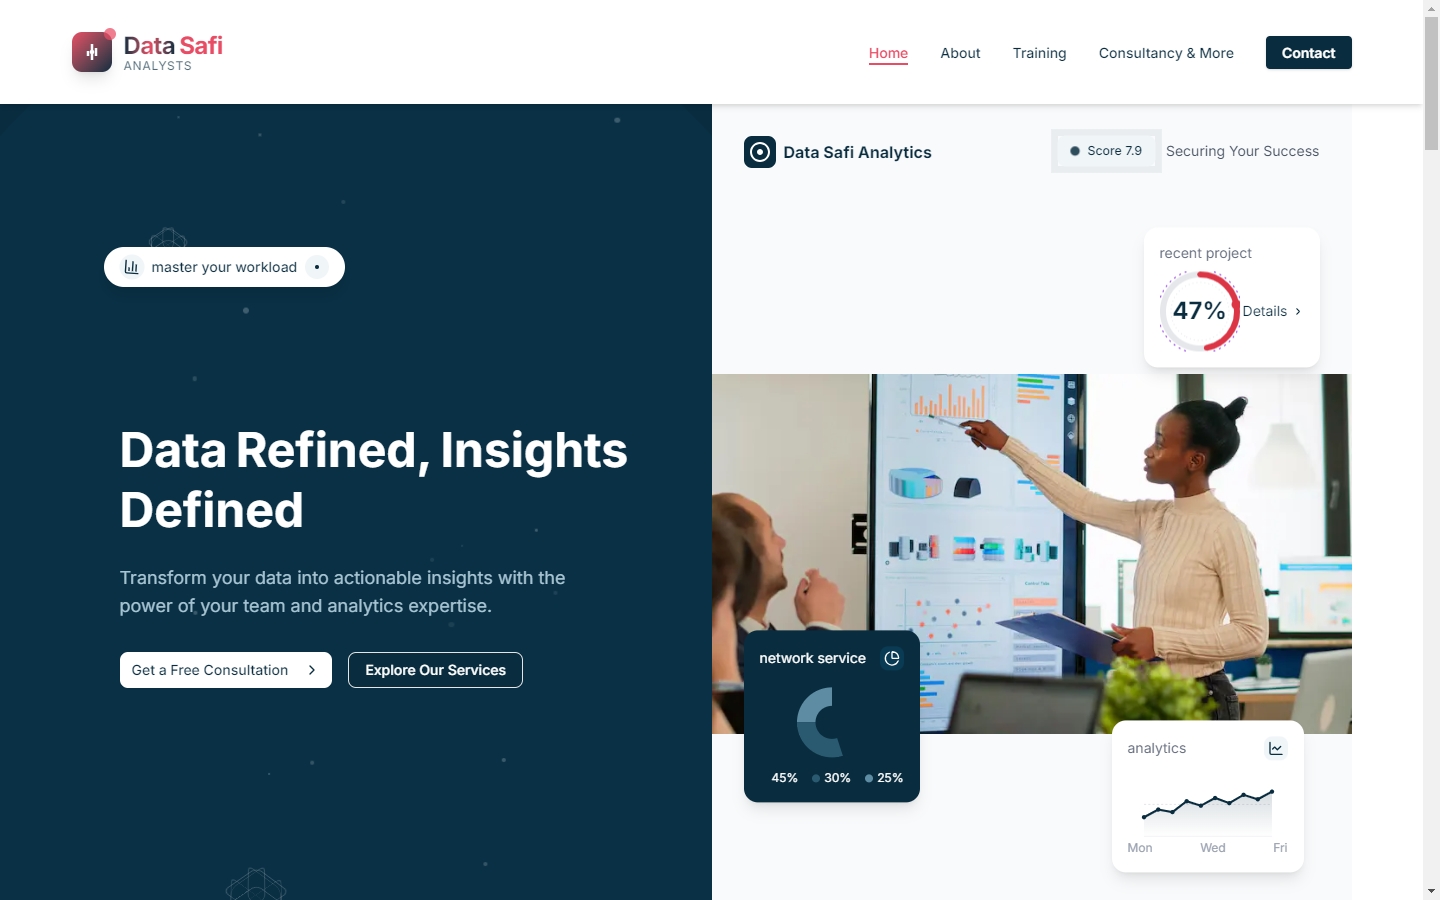 Data Safi
ANALYSTS
Home
About
Training
Consultancy & More
Contact
master your workload
Data Refined, Insights
Defined
Transform your data into actionable insights with the
power of your team and analytics expertise.
Get a Free Consultation
Explore Our Services
Data Safi Analytics
Score 7.9
Securing Your Success
recent project
47%
Details
network service
45%
30%
25%
analytics
Mon
Wed
Fri